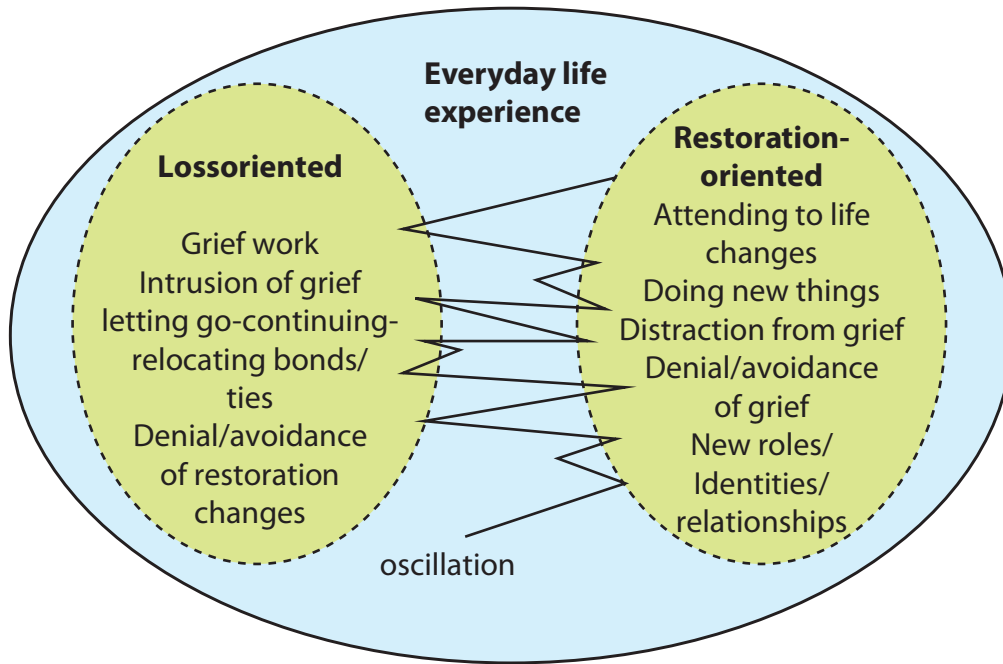 Everyday life
experience
Lossoriented
Grief work
Intrusion of grief
letting go-continuing-
relocating bonds/
ties
Denial/avoidance
of restoration
changes
Restoration-
oriented
Attending to life
changes
Doing new things
Distraction from grief
Denial/avoidance
of grief
New roles/
Identities/
relationships
oscillation